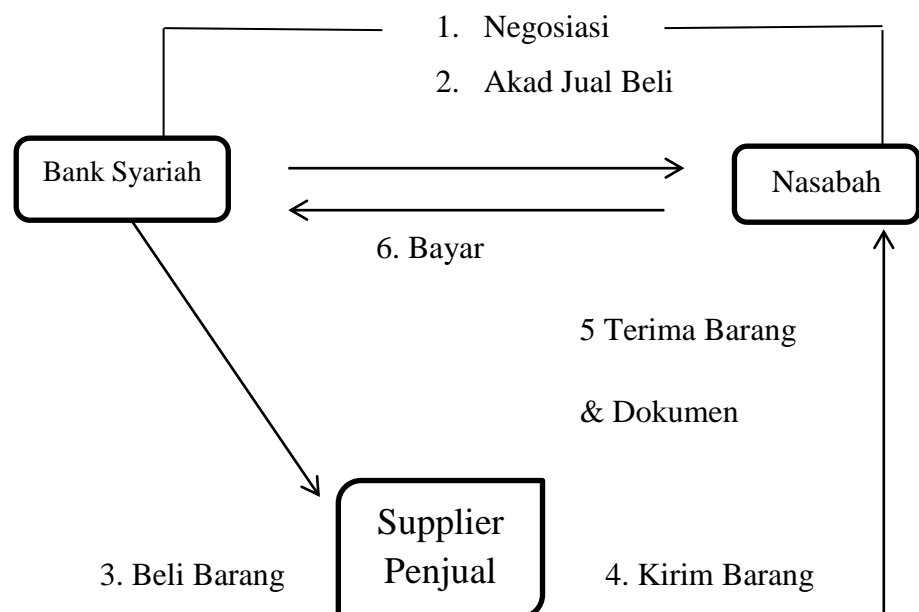 1. Negosiasi
2. Akad Jual Beli
Bank Syariah
Nasabah
6. Bayar
5 Terima Barang
& Dokumen
Supplier
Penjual
3. Beli Barang
4. Kirim Barang